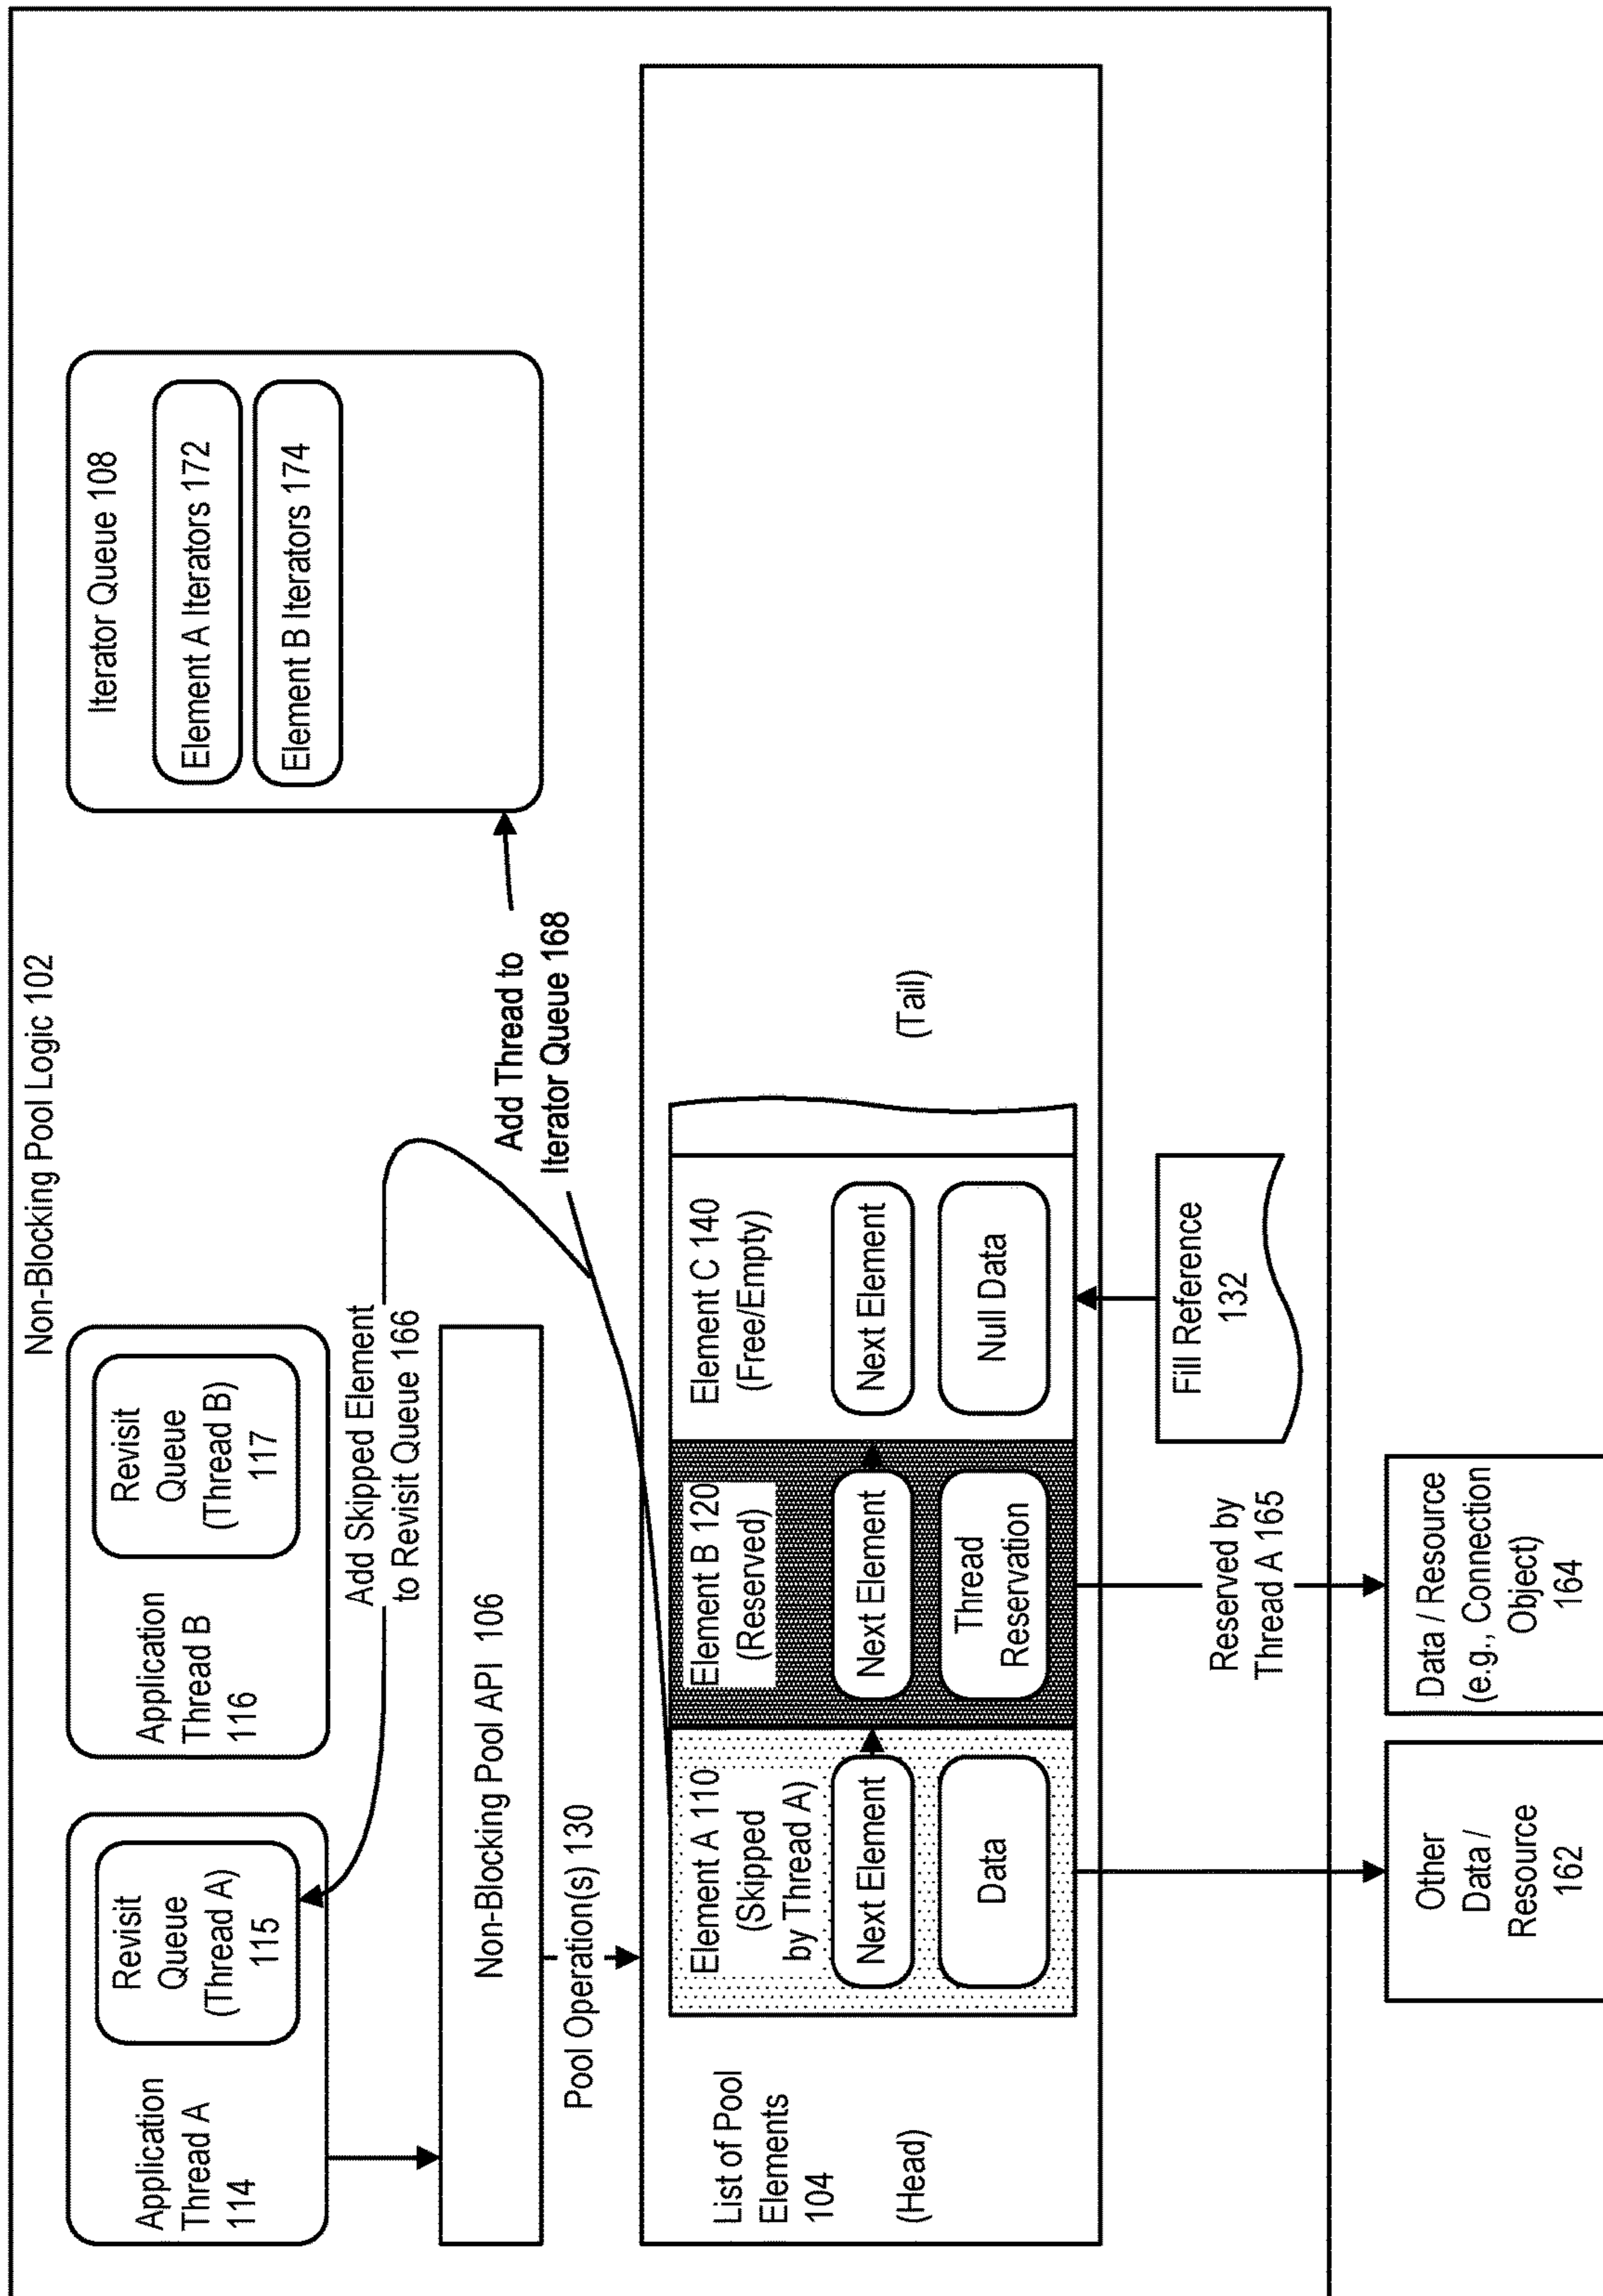 Non-Blocking Pool Logic 102
Application
Thread A
114
Revisit
Queue
(Thread A)
115
Application
Thread B
116
Revisit
Queue
(Thread B)
117
Iterator Queue 108
Element A Iterators 172
Element B Iterators 174
Add Skipped Element
to Revisit Queue 166
Non-Blocking Pool API 106
Add Thread to
Iterator Queue 168
Pool Operation(s) 130
List of Pool
Elements
104
(Head)
Element A 110
(Skipped
by Thread A)
Next Element
Data
Element B 120
(Reserved)
Next Element
Thread
Reservation
Element C 140
(Free/Empty)
Next Element
Null Data
(Tail)
Fill Reference
132
Reserved by
Thread A 165
Other
Data /
Resource
162
Data / Resource
(e.g., Connection
Object)
164